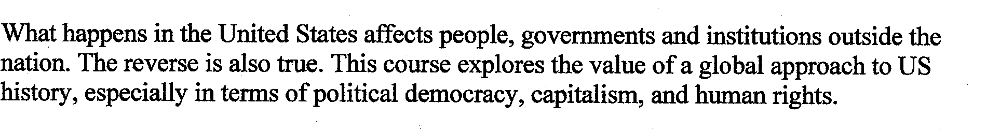 What happens in the United States affects people, governments and institutions outside the
nation. The reverse is also true. This course explores the value of a global approach to US
history, especially in terms of political democracy, capitalism, and human rights.